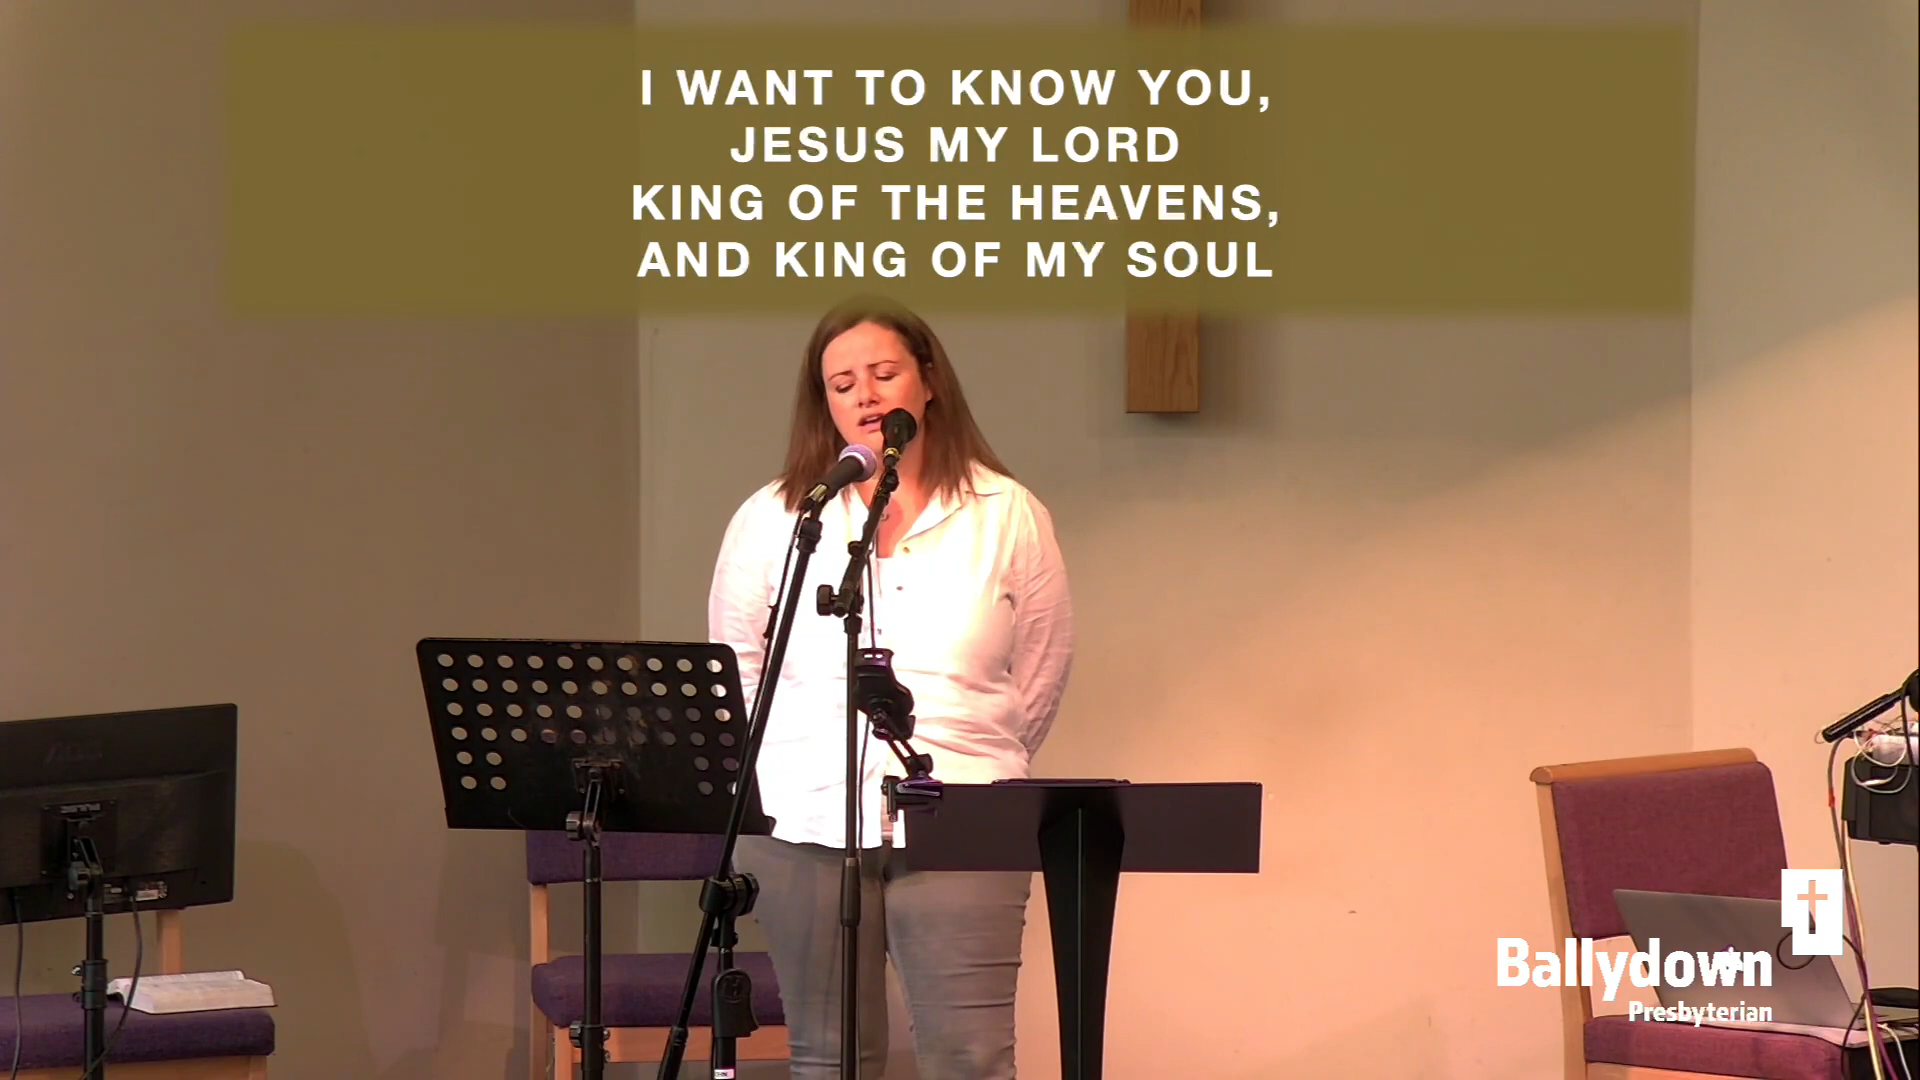 I WANT TO KNOW YOU,
JESUS MY LORD
KING OF THE HEAVENS,
AND KING OF MY SOUL
Ballydown
Presbyterian